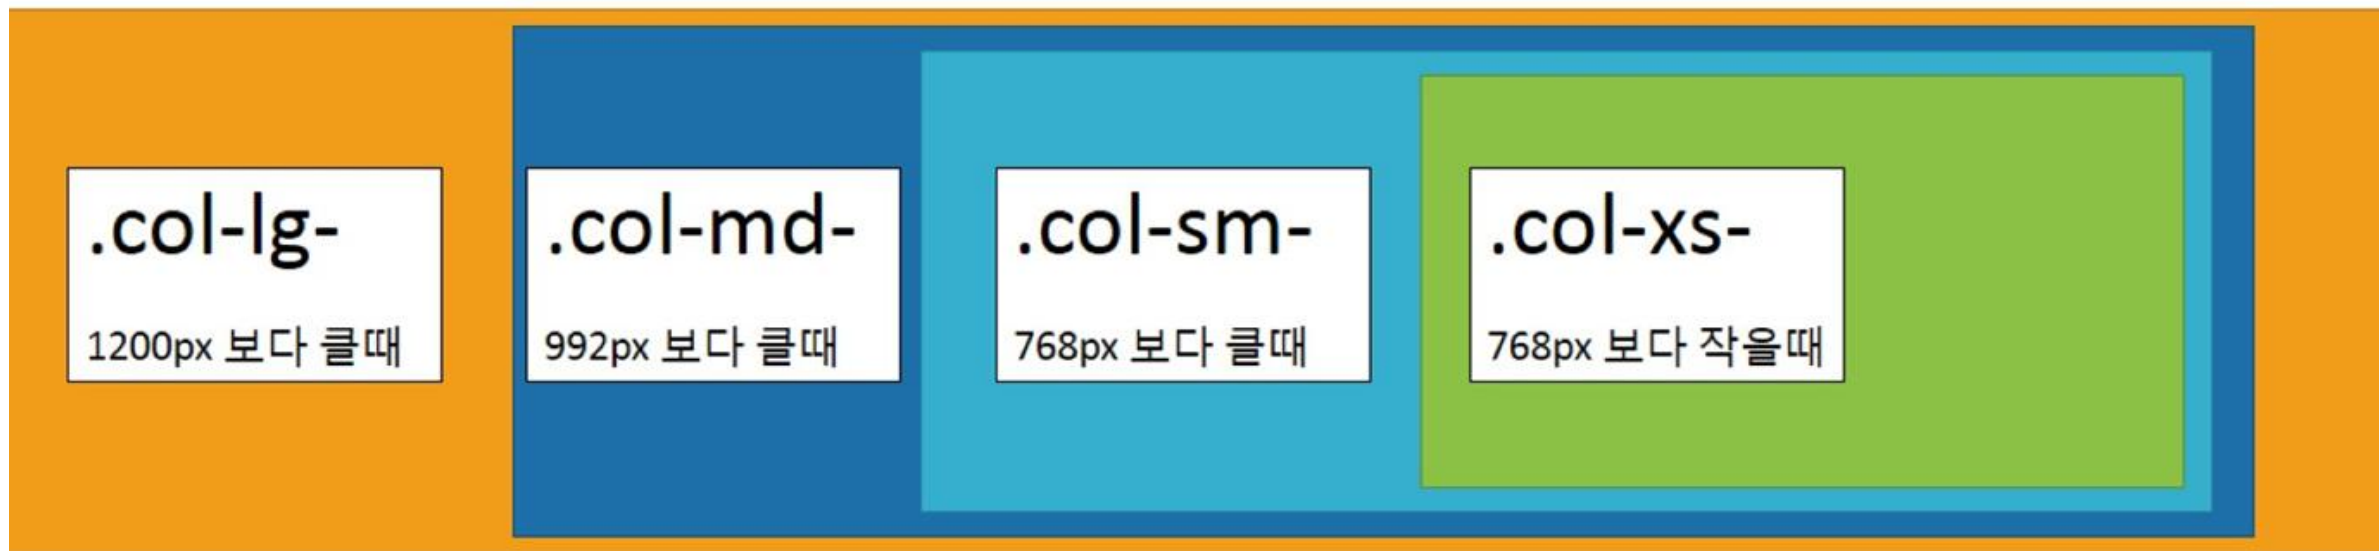 .col-lg-
1200px 보다 클때
.col-md-
992px 보다 클때
.col-sm-
768px 보다 클때
.col-xs-
768px 보다 작을때